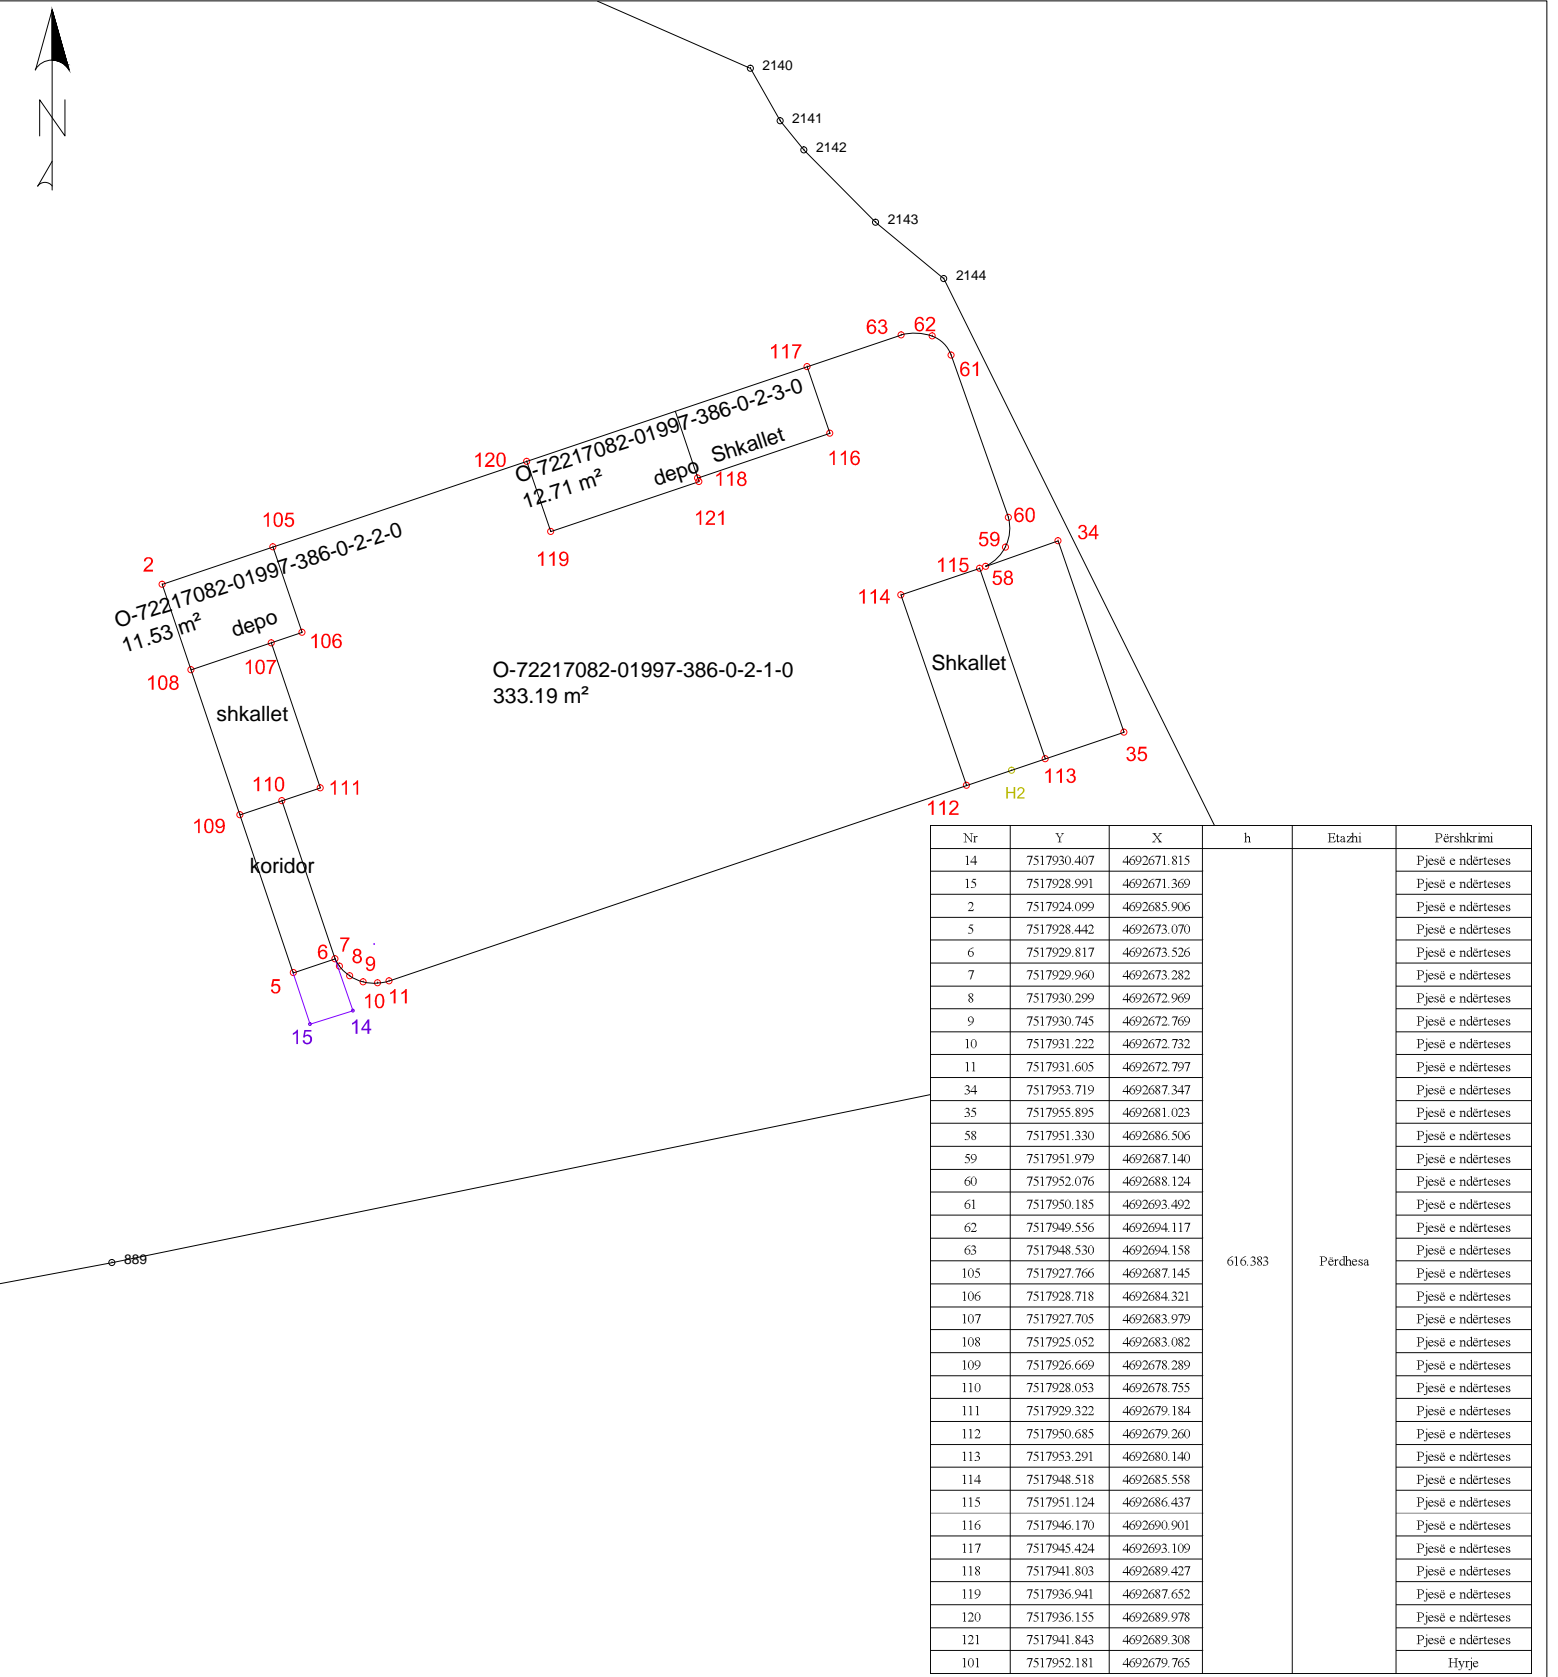 N
2140
2141
2142
2143
2144
63
62
61
117
O-72217082-01997-386-0-2-3-0
12.71 m²
depo
Shkallet
116
120
118
121
119
105
2
O-72217082-01997-386-0-2-2-0
11.53 m²
depo
106
107
108
60
59
34
115
58
114
O-72217082-01997-386-0-2-1-0
333.19 m²
Shkallet
shkallet
110
111
109
35
113
H2
112
koridor
6
7
8
9
5
10
11
15
14
889
Nr Y X h Etazhi Përshkrimi
14 7517930.407 4692671.815 Pjesë e ndërteses
15 7517928.991 4692671.369 Pjesë e ndërteses
2 7517924.099 4692685.906 Pjesë e ndërteses
5 7517928.442 4692673.070 Pjesë e ndërteses
6 7517929.817 4692673.526 Pjesë e ndërteses
7 7517929.960 4692673.282 Pjesë e ndërteses
8 7517930.299 4692672.969 Pjesë e ndërteses
9 7517930.745 4692672.769 Pjesë e ndërteses
10 7517931.222 4692672.732 Pjesë e ndërteses
11 7517931.605 4692672.797 Pjesë e ndërteses
34 7517953.719 4692687.347 Pjesë e ndërteses
35 7517955.895 4692681.023 Pjesë e ndërteses
58 7517951.330 4692686.506 Pjesë e ndërteses
59 7517951.979 4692687.140 Pjesë e ndërteses
60 7517952.076 4692688.124 Pjesë e ndërteses
61 7517950.185 4692693.492 Pjesë e ndërteses
62 7517949.556 4692694.117 Pjesë e ndërteses
63 7517948.530 4692694.158 Pjesë e ndërteses
616.383 Përdhesa
105 7517927.766 4692687.145 Pjesë e ndërteses
106 7517928.718 4692684.321 Pjesë e ndërteses
107 7517927.705 4692683.979 Pjesë e ndërteses
108 7517925.052 4692683.082 Pjesë e ndërteses
109 7517926.669 4692678.289 Pjesë e ndërteses
110 7517928.053 4692678.755 Pjesë e ndërteses
111 7517929.322 4692679.184 Pjesë e ndërteses
112 7517950.685 4692679.260 Pjesë e ndërteses
113 7517953.291 4692680.140 Pjesë e ndërteses
114 7517948.518 4692685.558 Pjesë e ndërteses
115 7517951.124 4692686.437 Pjesë e ndërteses
116 7517946.170 4692690.901 Pjesë e ndërteses
117 7517945.424 4692693.109 Pjesë e ndërteses
118 7517941.803 4692689.427 Pjesë e ndërteses
119 7517936.941 4692687.652 Pjesë e ndërteses
120 7517936.155 4692689.978 Pjesë e ndërteses
121 7517941.843 4692689.308 Pjesë e ndërteses
101 7517952.181 4692679.765 Hyrje